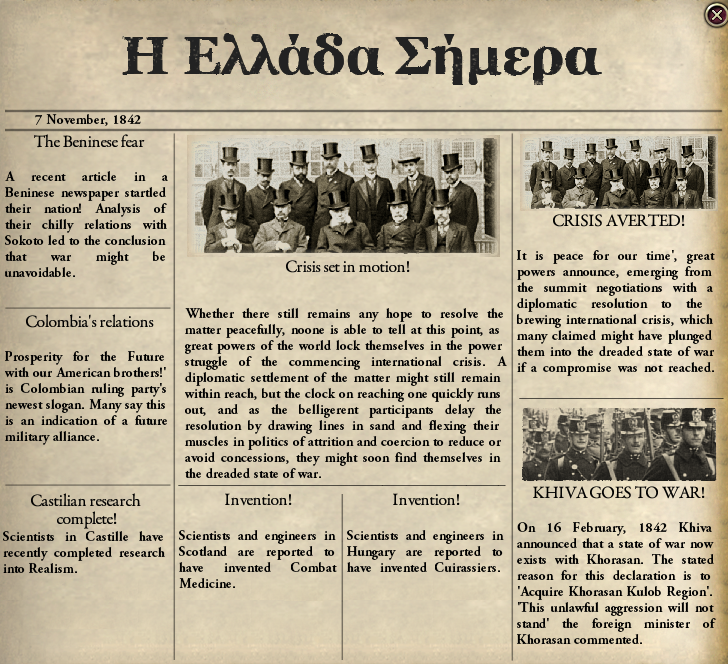 Η Ελλάδα Σήμερα
7 November, 1842
The Beninese fear
A recent article in a
Beninese newspaper startled
their nation! Analysis of
their chilly relations with
Sokoto led to the conclusion
that war might be
unavoidable.
Colombia's relations
Prosperity for the Future
with our American brothers!'
is Colombian ruling party's
newest slogan. Many say this
is an indication of a future
military alliance.
Castilian research
complete!
Scientists in Castille have
recently completed research
into Realism.
Crisis set in motion!
Whether there still remains any hope to resolve the
matter peacefully, noone is able to tell at this point, as
great powers of the world lock themselves in the power
struggle of the commencing international crisis. A
diplomatic settlement of the matter might still remain
within reach, but the clock on reaching one quickly runs
out, and as the belligerent participants delay the
resolution by drawing lines in sand and flexing their
muscles in politics of attrition and coercion to reduce or
avoid concessions, they might soon find themselves in
the dreaded state of war.
Invention!
Scientists and engineers in
Scotland are reported to
have invented Combat
Medicine.
Invention!
Scientists and engineers in
Hungary are reported to
have invented Cuirassiers.
CRISIS AVERTED!
It is peace for our time', great
powers announce, emerging from
the summit negotiations with a
diplomatic resolution to the
brewing international crisis, which
many claimed might have plunged
them into the dreaded state of war
if a compromise was not reached.
KHIVA GOES TO WAR!
On 16 February, 1842 Khiva
announced that a state of war now
exists with Khorasan. The stated
reason for this declaration is to
'Acquire Khorasan Kulob Region'.
'This unlawful aggression will not
stand' the foreign minister of
Khorasan commented.